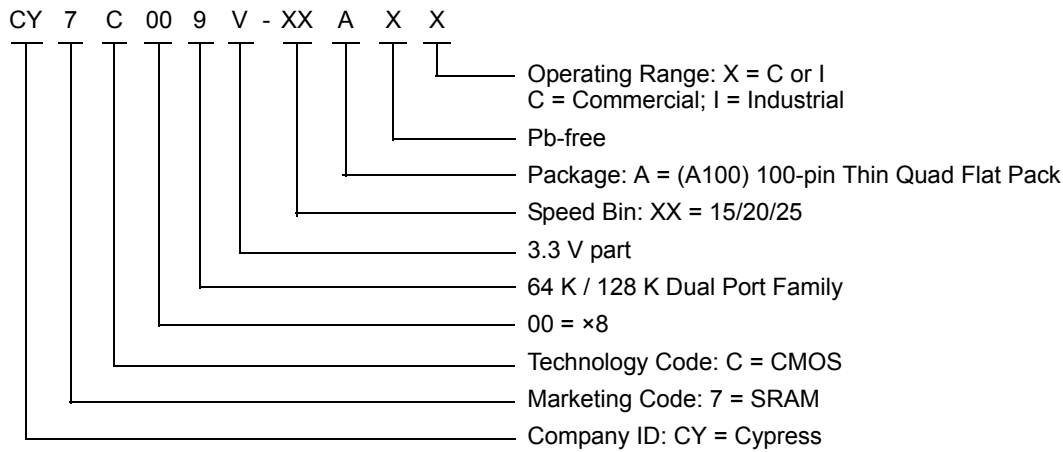 CY 7 C 00 9 V - XX A X X
Operating Range: X = C or I
C = Commercial; I = Industrial
Pb-free
Package: A = (A100) 100-pin Thin Quad Flat Pack
Speed Bin: XX = 15/20/25
3.3 V part
64 K / 128 K Dual Port Family
00 = ×8
Technology Code: C = CMOS
Marketing Code: 7 = SRAM
Company ID: CY = Cypress